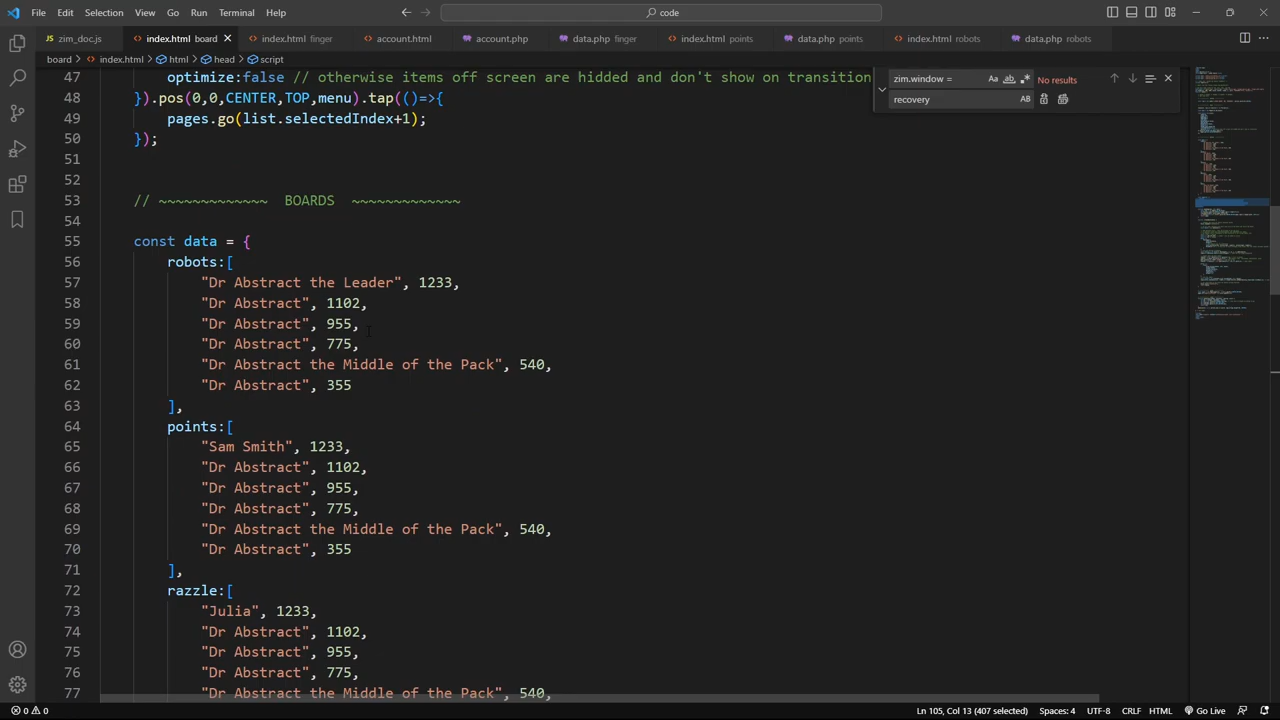 File Edit Selection View Go Run Terminal Help
code
zim_doc.js index.html board index.html finger account.html account.php data.php finger index.html points data.php points index.html robots data.php robots
board > index.html > html > head > script
47 optimize:false // otherwise items off screen are hidded and don't show on transition
48 }).pos(0,0,CENTER,TOP,menu).tap(()=>{
49 pages.go(list.selectedIndex+1);
50 });
51
52
53 // ~~~~~~~~~~~~~ BOARDS ~~~~~~~~~~~~~
54
55 const data = {
56 robots:[
57 "Dr Abstract the Leader", 1233,
58 "Dr Abstract", 1102,
59 "Dr Abstract", 955,
60 "Dr Abstract", 775,
61 "Dr Abstract the Middle of the Pack", 540,
62 "Dr Abstract", 355
63 ],
64 points:[
65 "Sam Smith", 1233,
66 "Dr Abstract", 1102,
67 "Dr Abstract", 955,
68 "Dr Abstract", 775,
69 "Dr Abstract the Middle of the Pack", 540,
70 "Dr Abstract", 355
71 ],
72 razzle:[
73 "Julia", 1233,
74 "Dr Abstract", 1102,
75 "Dr Abstract", 955,
76 "Dr Abstract", 775,
77 "Dr Abstract the Middle of the Pack", 540,
zim.window = Aa ab .* No results
recovery AB
0 0 Ln 105, Col 13 (407 selected) Spaces: 4 UTF-8 CRLF HTML Go Live